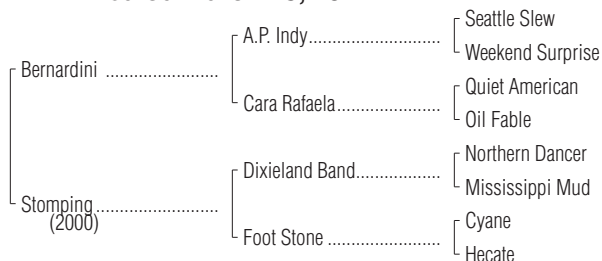 Seattle Slew
A.P. Indy
Weekend Surprise
Bernardini
Quiet American
Cara Rafaela
Oil Fable
Northern Dancer
Dixieland Band
Mississippi Mud
Stomping
(2000)
Cyane
Foot Stone
Hecate